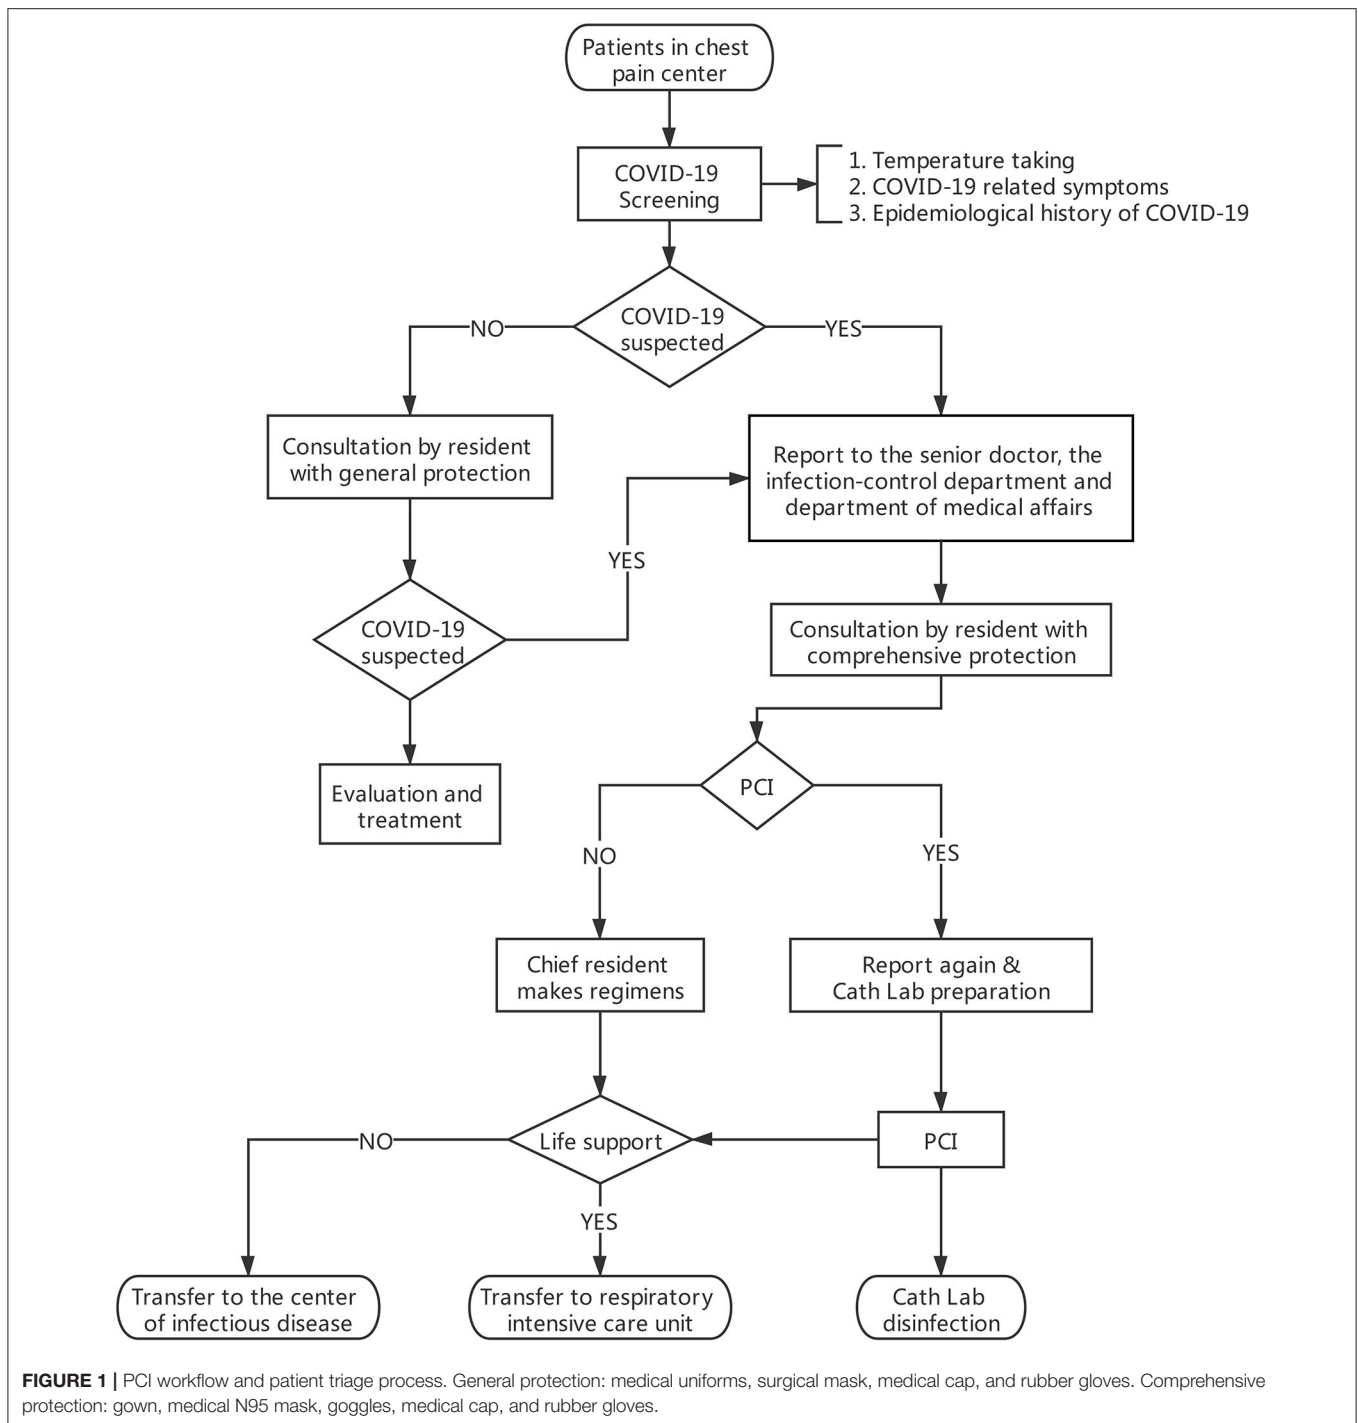 Patients in chest
pain center
COVID-19
Screening
1. Temperature taking
2. COVID-19 related symptoms
3. Epidemiological history of COVID-19
COVID-19
suspected
NO
YES
Consultation by resident
with general protection
Report to the senior doctor, the
infection-control department and
department of medical affairs
YES
COVID-19
suspected
Consultation by resident with
comprehensive protection
Evaluation and
treatment
PCI
NO
YES
Chief resident
makes regimens
Report again &
Cath Lab preparation
Life support
PCI
NO
YES
Transfer to the center
of infectious disease
Transfer to respiratory
intensive care unit
Cath Lab
disinfection
FIGURE 1 | PCI workflow and patient triage process. General protection: medical uniforms, surgical mask, medical cap, and rubber gloves. Comprehensive
protection: gown, medical N95 mask, goggles, medical cap, and rubber gloves.